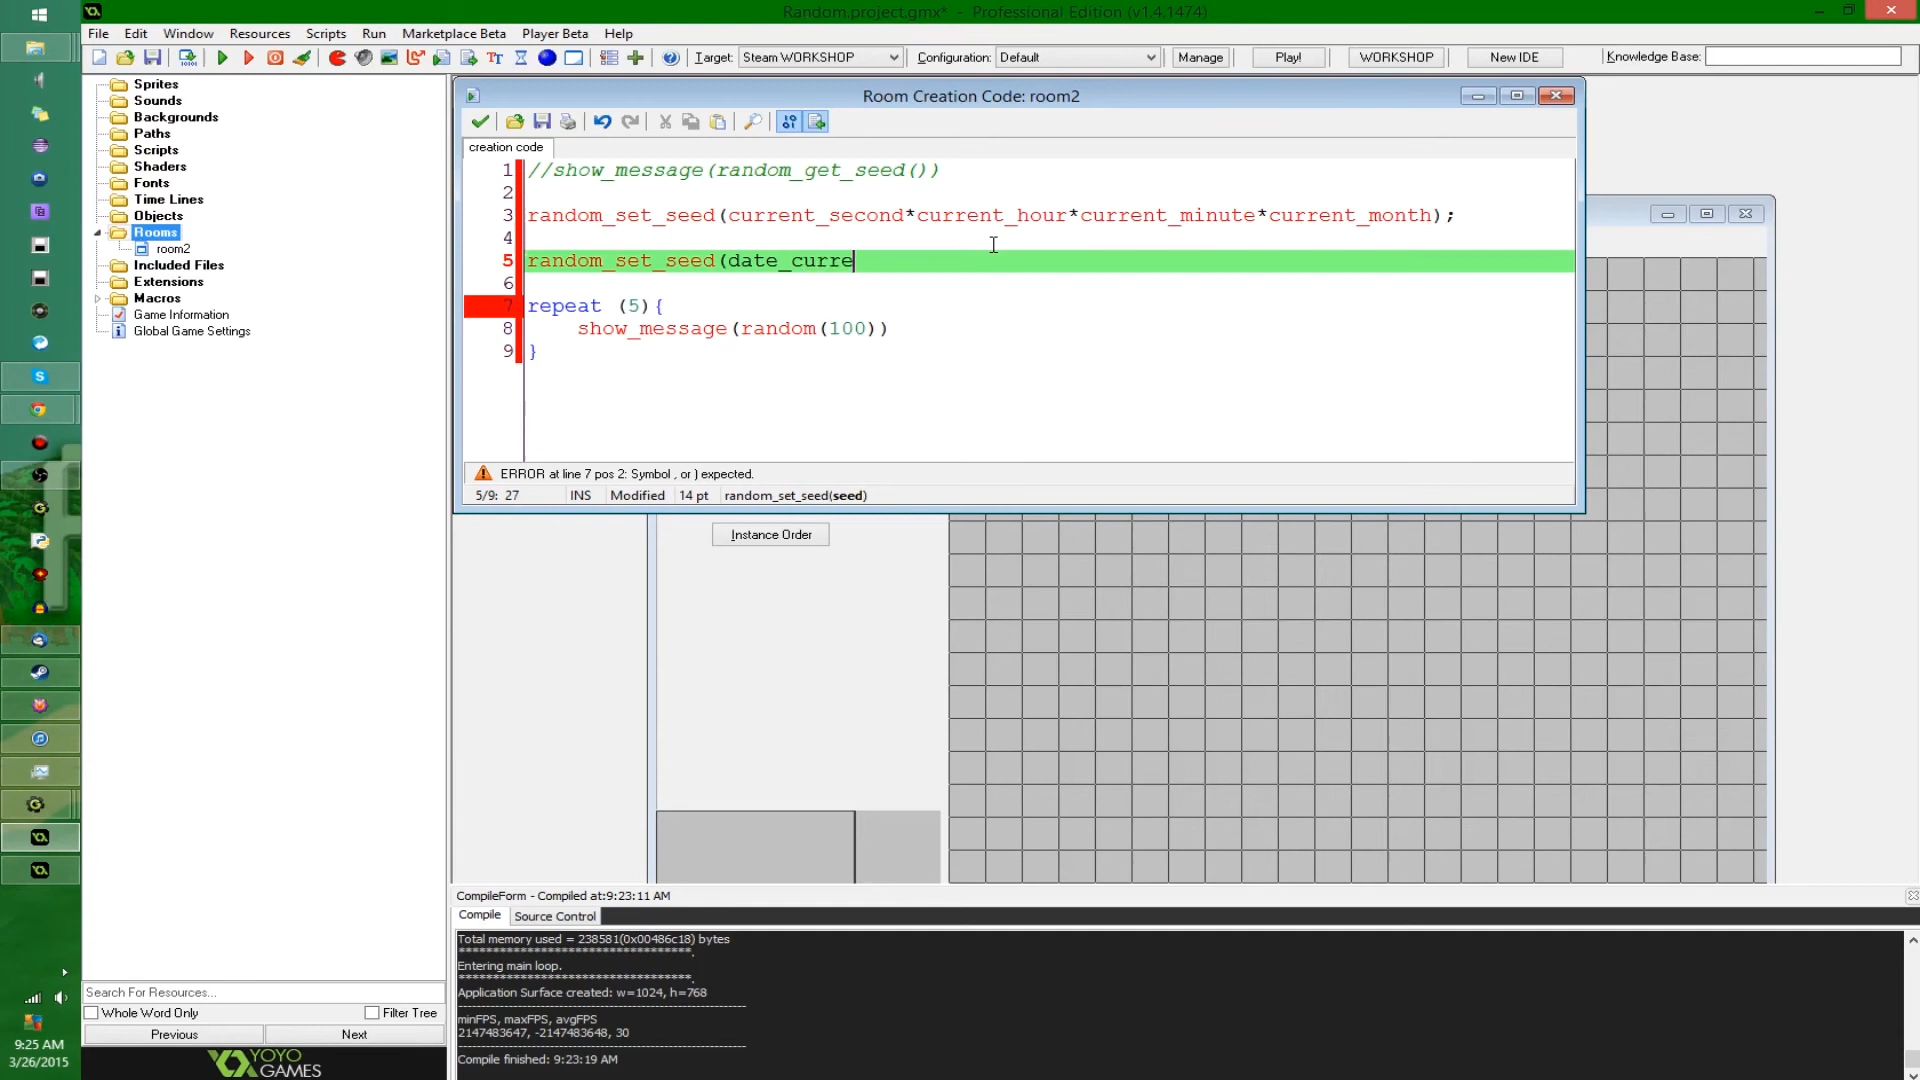 Random.project.gmx* - Professional Edition (v1.4.1474)
File Edit Window Resources Scripts Run Marketplace Beta Player Beta Help
Target: Steam WORKSHOP Configuration: Default Manage Play! WORKSHOP New IDE Knowledge Base:
Sprites
Sounds
Backgrounds
Paths
Scripts
Shaders
Fonts
Time Lines
Objects
Rooms
room2
Included Files
Extensions
Macros
Game Information
Global Game Settings
Room Creation Code: room2
creation code
1 //show_message(random_get_seed())
2
3 random_set_seed(current_second*current_hour*current_minute*current_month);
4
5 random_set_seed(date_curre
6
7 repeat (5){
8 show_message(random(100))
9 }
ERROR at line 7 pos 2: Symbol , or ) expected.
5/9: 27 INS Modified 14 pt random_set_seed(seed)
Instance Order
CompileForm - Compiled at:9:23:11 AM
Compile Source Control
Total memory used = 238581(0x00486c18) bytes
**********************************.
Entering main loop.
**********************************.
Application Surface created: w=1024, h=768
minFPS, maxFPS, avgFPS
2147483647, -2147483648, 30
Compile finished: 9:23:19 AM
Search For Resources...
Whole Word Only Filter Tree
Previous Next
YOYO
GAMES
9:25 AM
3/26/2015